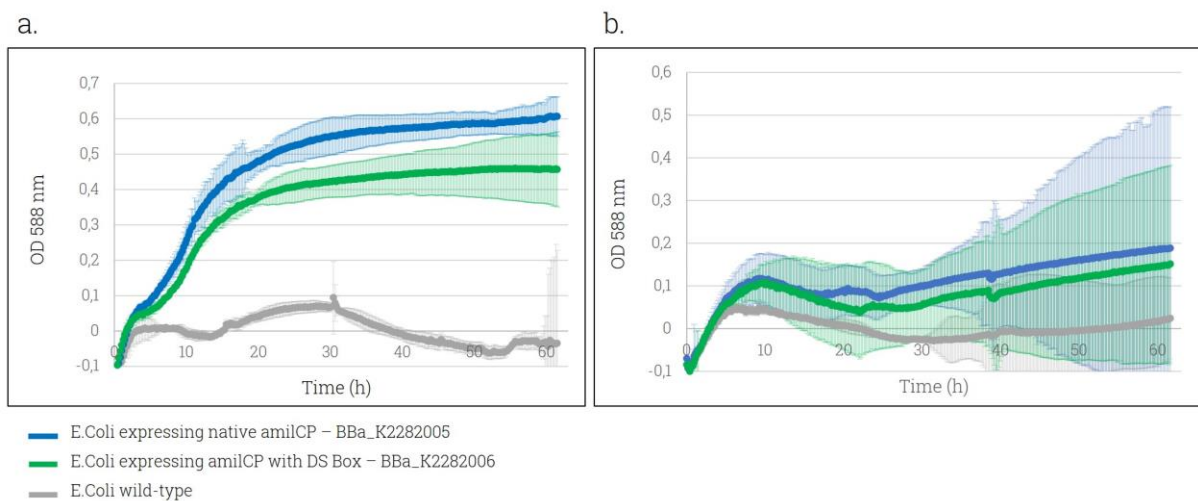 a.
b.
0,7
0,6
0,5
0,4
0,3
0,2
0,1
0
-0,1
OD 588 nm
0 10 20 30 40 50 60
Time (h)
0,6
0,5
0,4
0,3
0,2
0,1
0
-0,1
OD 588 nm
0 10 20 30 40 50 60
Time (h)
E.Coli expressing native amilCP – BBa_K2282005
E.Coli expressing amilCP with DS Box – BBa_K2282006
E.Coli wild-type